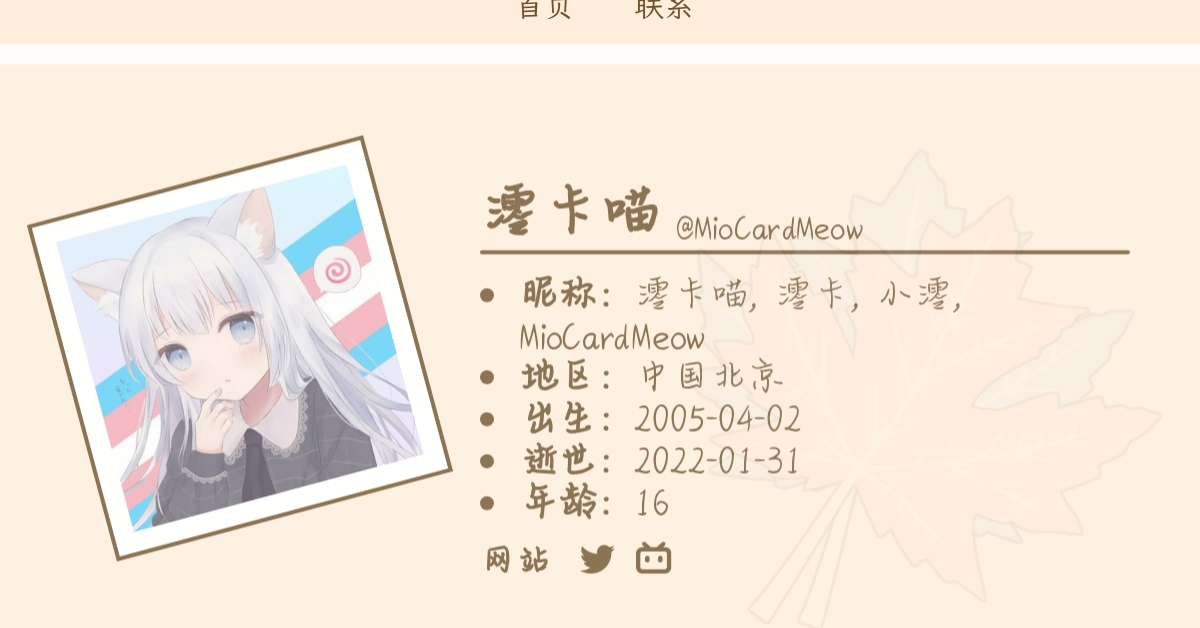 首页 联系
澪卡喵 @MioCardMeow
昵称： 澪卡喵, 澪卡, 小澪,
MioCardMeow
地区： 中国北京
出生： 2005-04-02
逝世： 2022-01-31
年龄： 16
网站